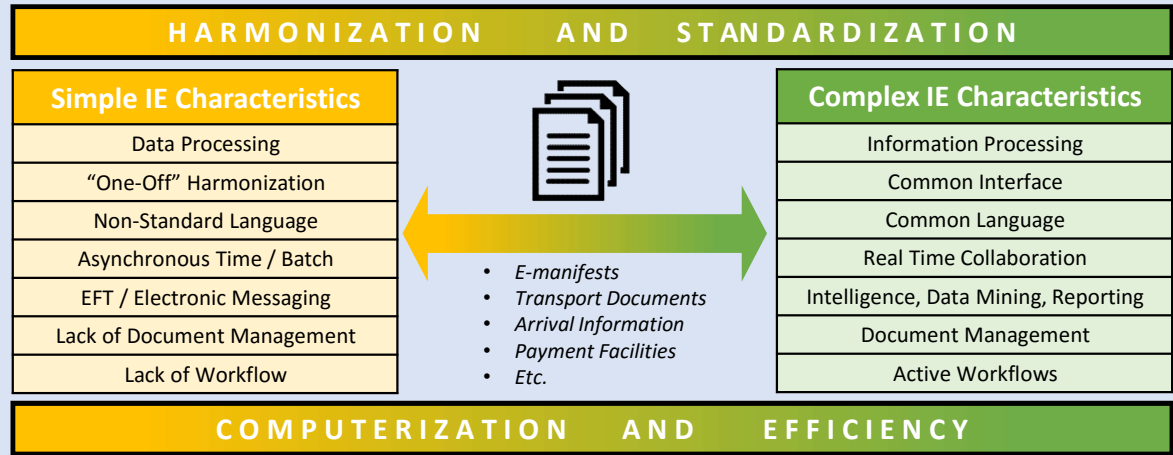 HARMONIZATION AND STANDARDIZATION
Simple IE Characteristics
Data Processing
“One-Off” Harmonization
Non-Standard Language
Asynchronous Time / Batch
EFT / Electronic Messaging
Lack of Document Management
Lack of Workflow
• E-manifests
• Transport Documents
• Arrival Information
• Payment Facilities
• Etc.
Complex IE Characteristics
Information Processing
Common Interface
Common Language
Real Time Collaboration
Intelligence, Data Mining, Reporting
Document Management
Active Workflows
COMPUTERIZATION AND EFFICIENCY